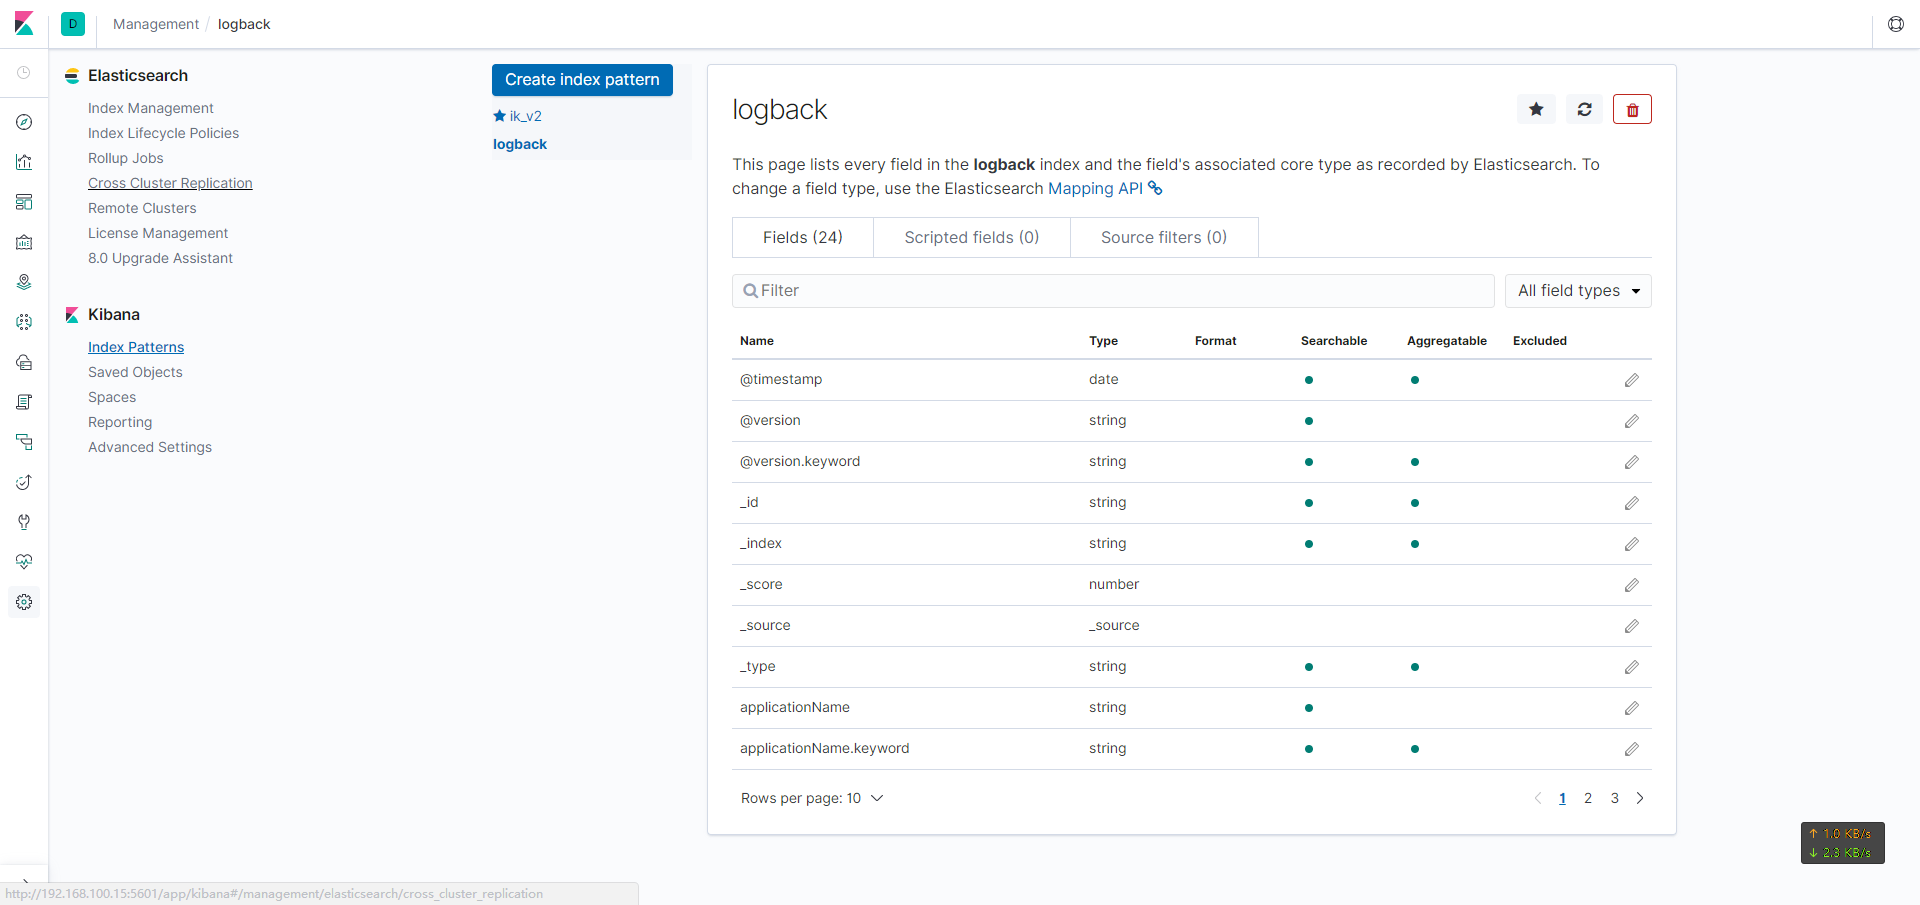 D
Management / logback
Elasticsearch
Index Management
Index Lifecycle Policies
Rollup Jobs
Cross Cluster Replication
Remote Clusters
License Management
8.0 Upgrade Assistant
Kibana
Index Patterns
Saved Objects
Spaces
Reporting
Advanced Settings
Create index pattern
ik_v2
logback
logback
This page lists every field in the logback index and the field's associated core type as recorded by Elasticsearch. To
change a field type, use the Elasticsearch Mapping API
Fields (24) Scripted fields (0) Source filters (0)
Filter All field types
Name Type Format Searchable Aggregatable Excluded
@timestamp date
@version string
@version.keyword string
_id string
_index string
_score number
_source _source
_type string
applicationName string
applicationName.keyword string
Rows per page: 10 1 2 3
↑ 1.0 KB/s
↓ 2.3 KB/s
http://192.168.100.15:5601/app/kibana#/management/elasticsearch/cross_cluster_replication